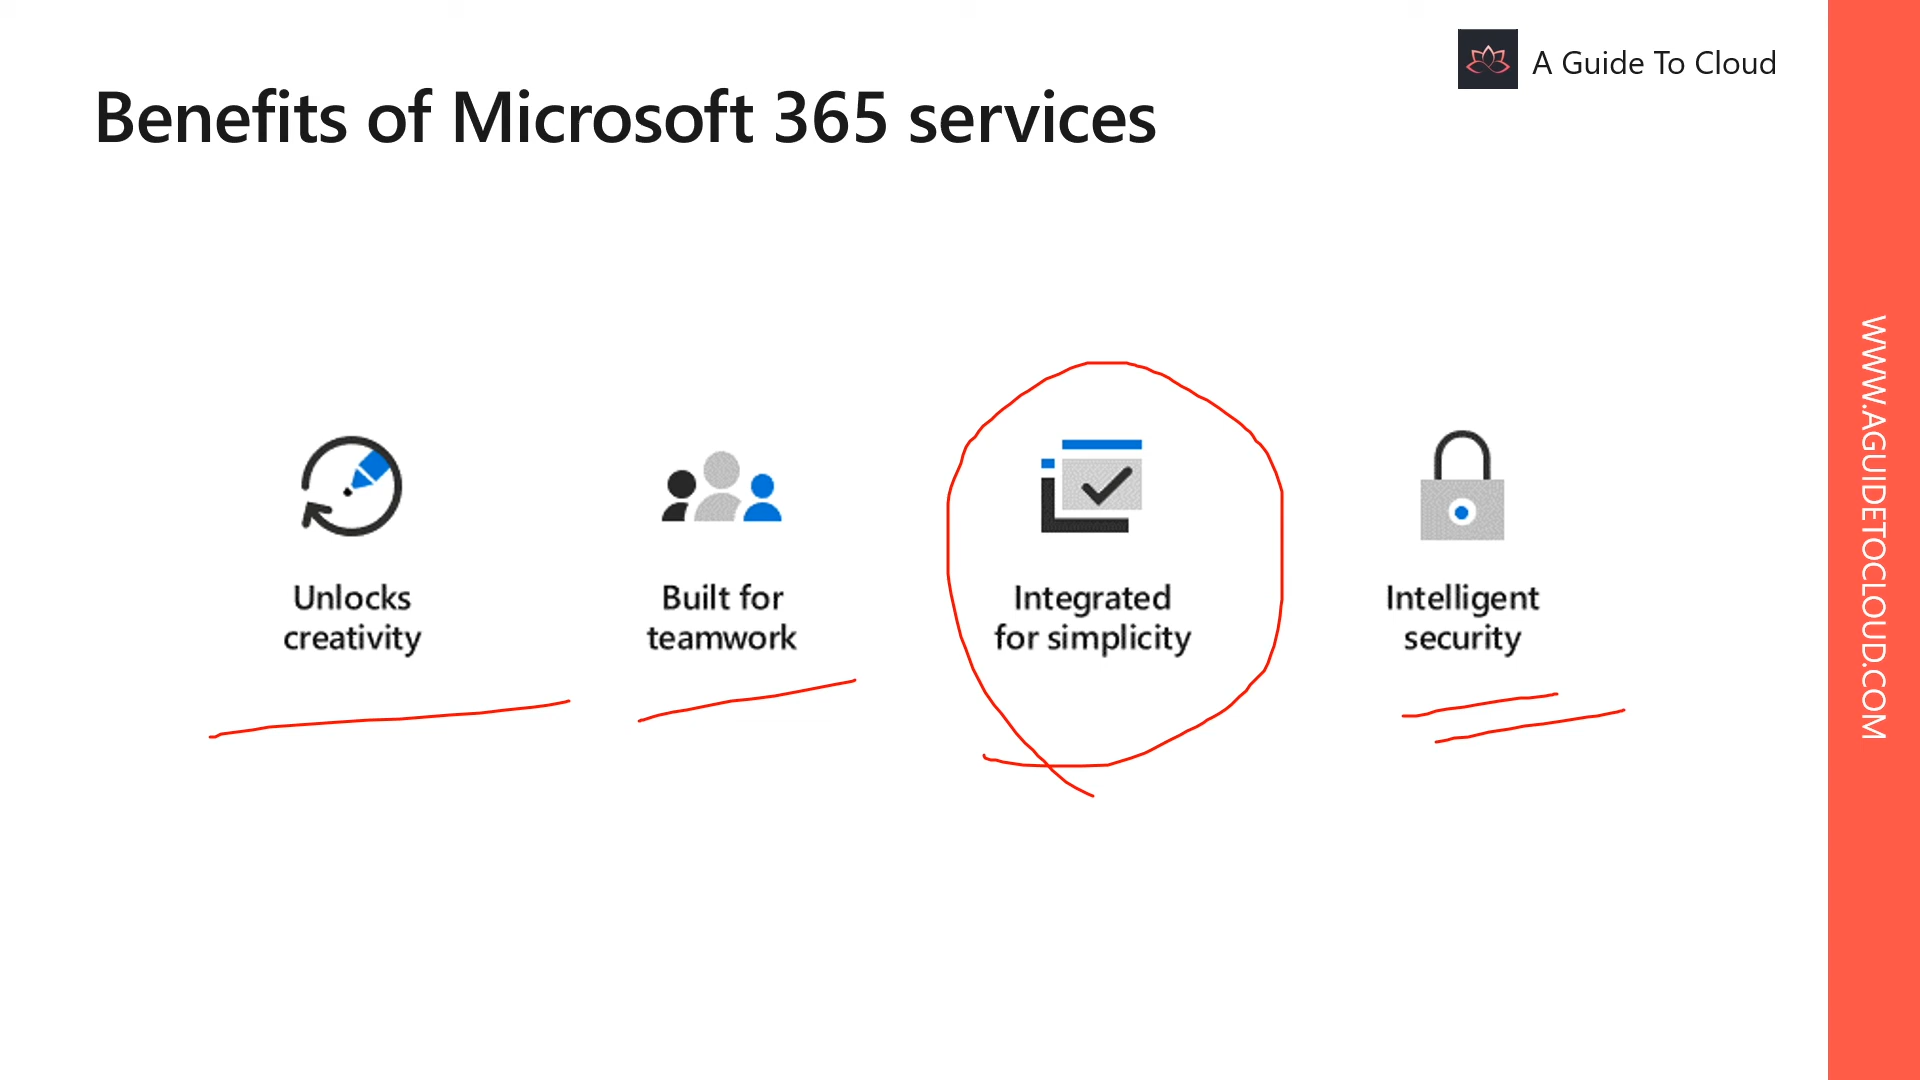 A Guide To Cloud
Benefits of Microsoft 365 services
Unlocks
creativity
Built for
teamwork
Integrated
for simplicity
Intelligent
security
WWW.AGUIDETOCLOUD.COM